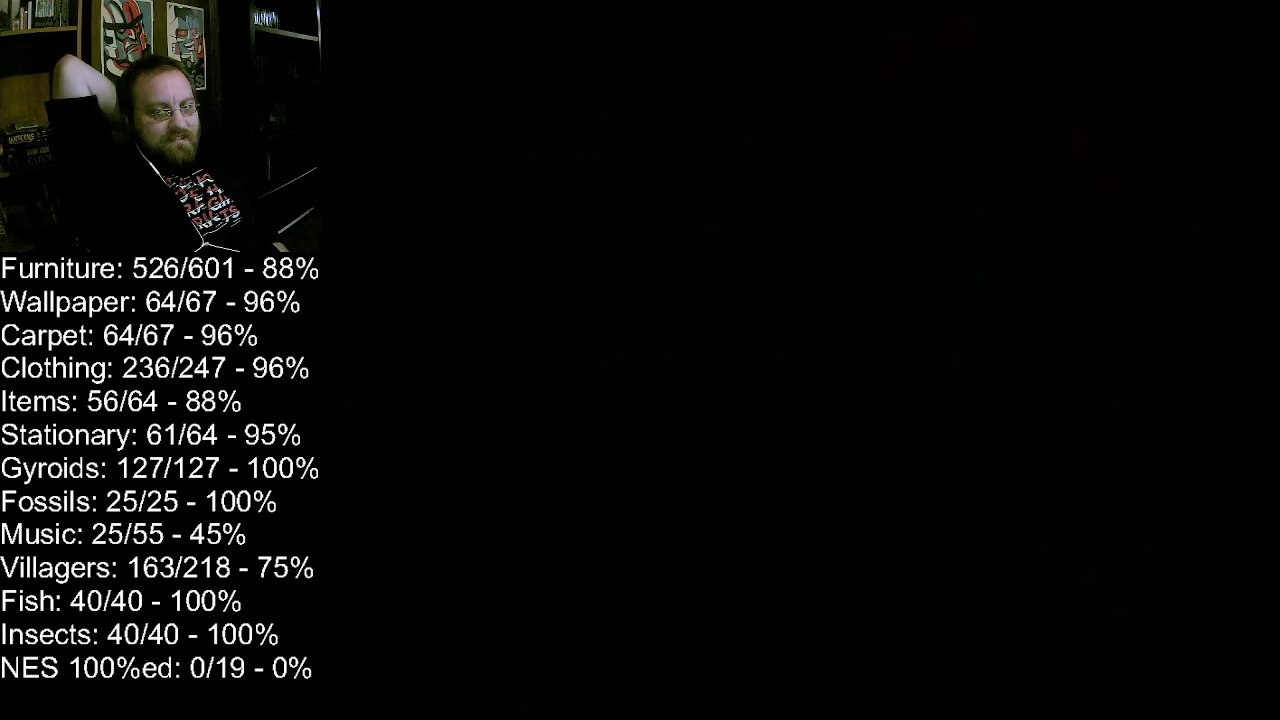 Furniture: 526/601 - 88%
Wallpaper: 64/67 - 96%
Carpet: 64/67 - 96%
Clothing: 236/247 - 96%
Items: 56/64 - 88%
Stationary: 61/64 - 95%
Gyroids: 127/127 - 100%
Fossils: 25/25 - 100%
Music: 25/55 - 45%
Villagers: 163/218 - 75%
Fish: 40/40 - 100%
Insects: 40/40 - 100%
NES 100%ed: 0/19 - 0%